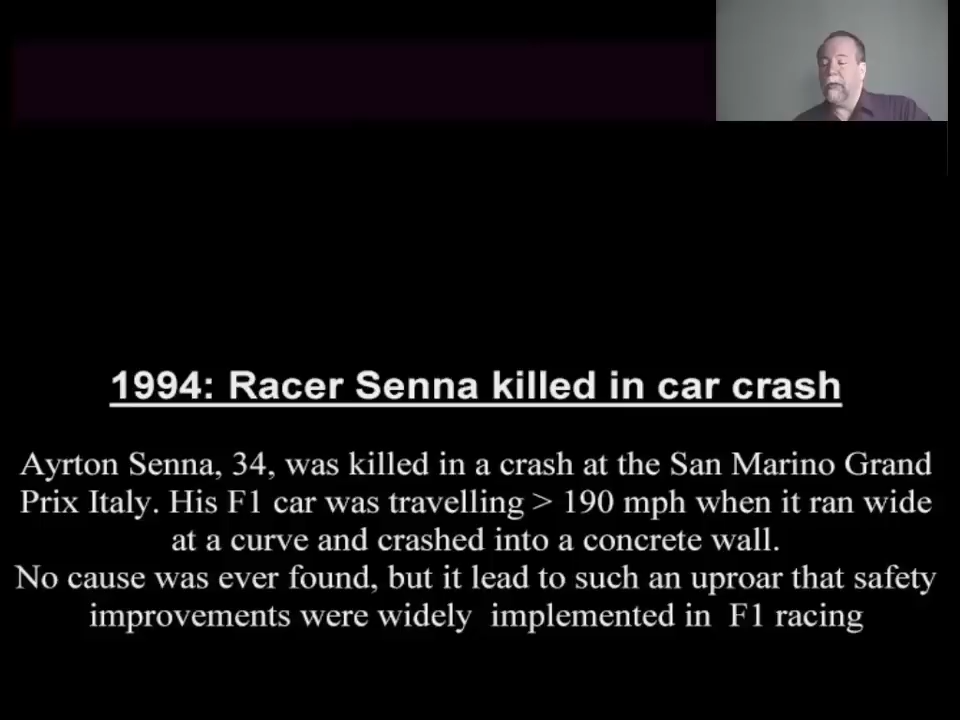 1994: Racer Senna killed in car crash
Ayrton Senna, 34, was killed in a crash at the San Marino Grand
Prix Italy. His F1 car was travelling > 190 mph when it ran wide
at a curve and crashed into a concrete wall.
No cause was ever found, but it lead to such an uproar that safety
improvements were widely  implemented in  F1 racing